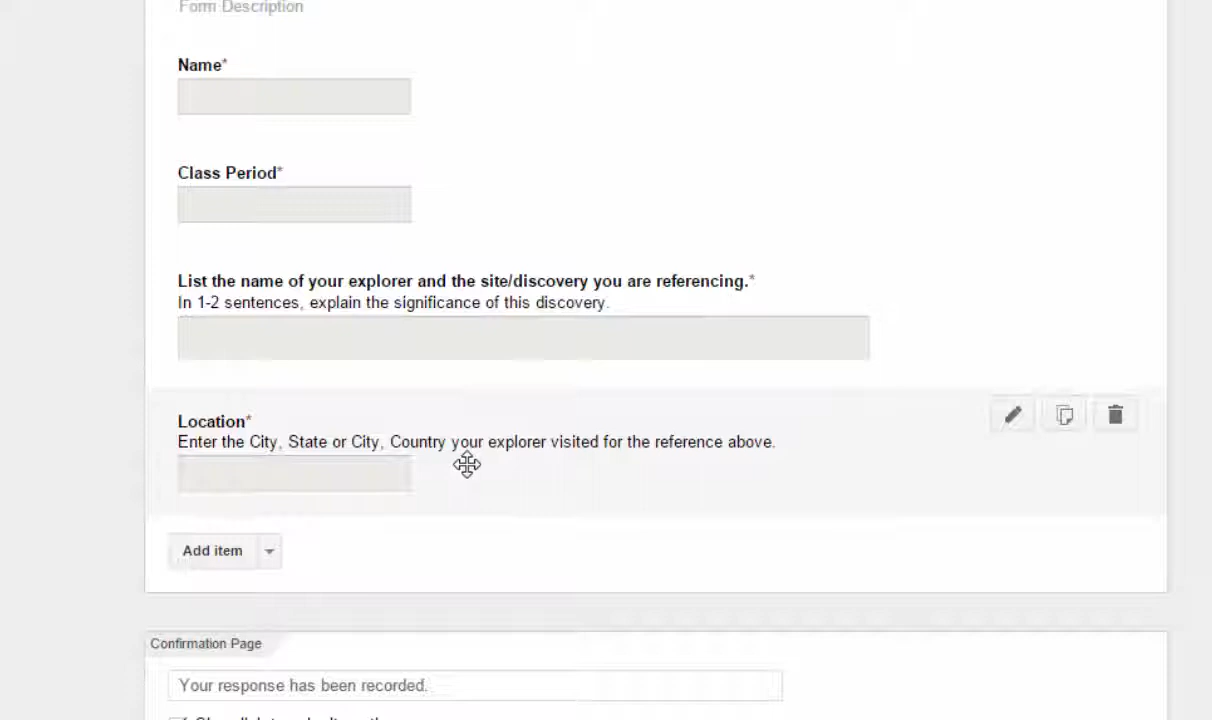 Form Description
Name*
Class Period*
List the name of your explorer and the site/discovery you are referencing.*
In 1-2 sentences, explain the significance of this discovery.
Location*
Enter the City, State or City, Country your explorer visited for the reference above.
Add item
Confirmation Page
Your response has been recorded.